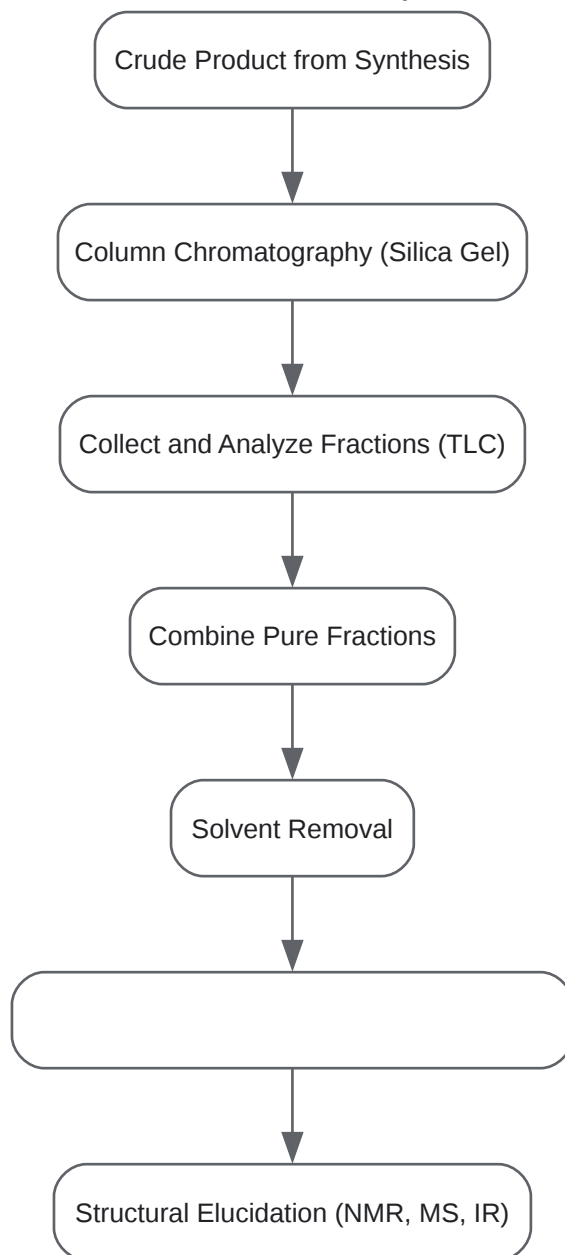 Crude Product from Synthesis
Column Chromatography (Silica Gel)
Collect and Analyze Fractions (TLC)
Combine Pure Fractions
Solvent Removal
Structural Elucidation (NMR, MS, IR)